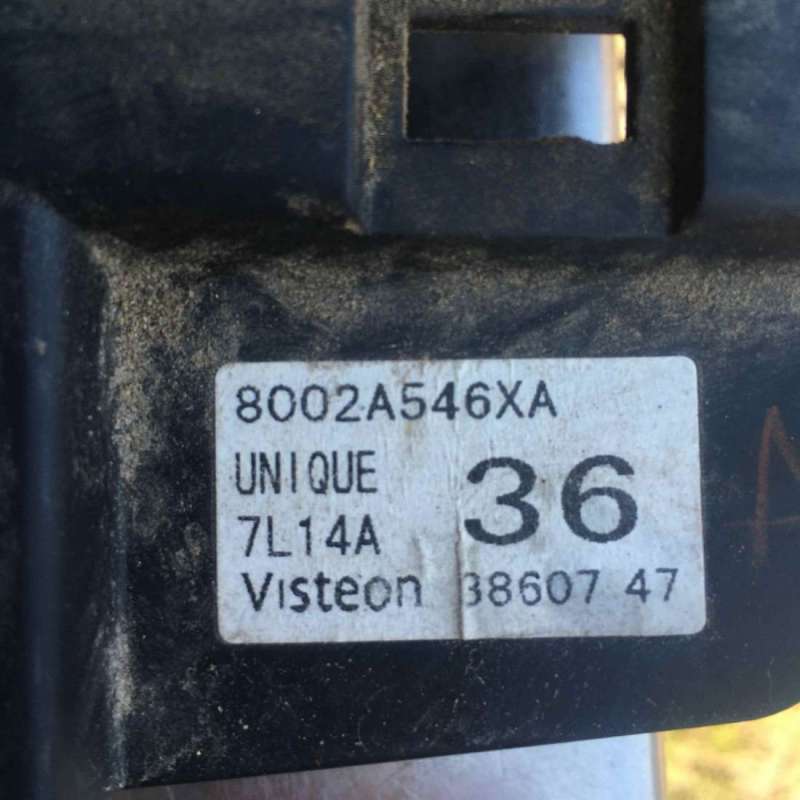 8002A546XA
UNIQUE
36
7L14A
Visteon 38607 47